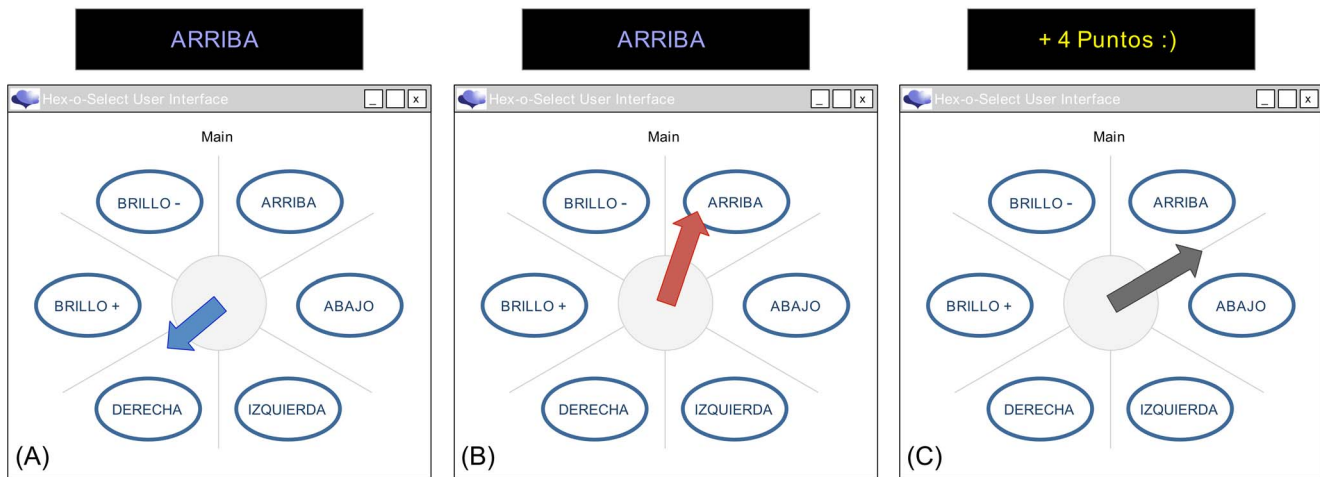 ARRIBA
Hex-o-Select User Interface
_ x
Main
BRILLO - ARRIBA
BRILLO + ABAJO
DERECHA IZQUIERDA
(A)
ARRIBA
Hex-o-Select User Interface
_ x
Main
BRILLO - ARRIBA
BRILLO + ABAJO
DERECHA IZQUIERDA
(B)
+ 4 Puntos :)
Hex-o-Select User Interface
_ x
Main
BRILLO - ARRIBA
BRILLO + ABAJO
DERECHA IZQUIERDA
(C)